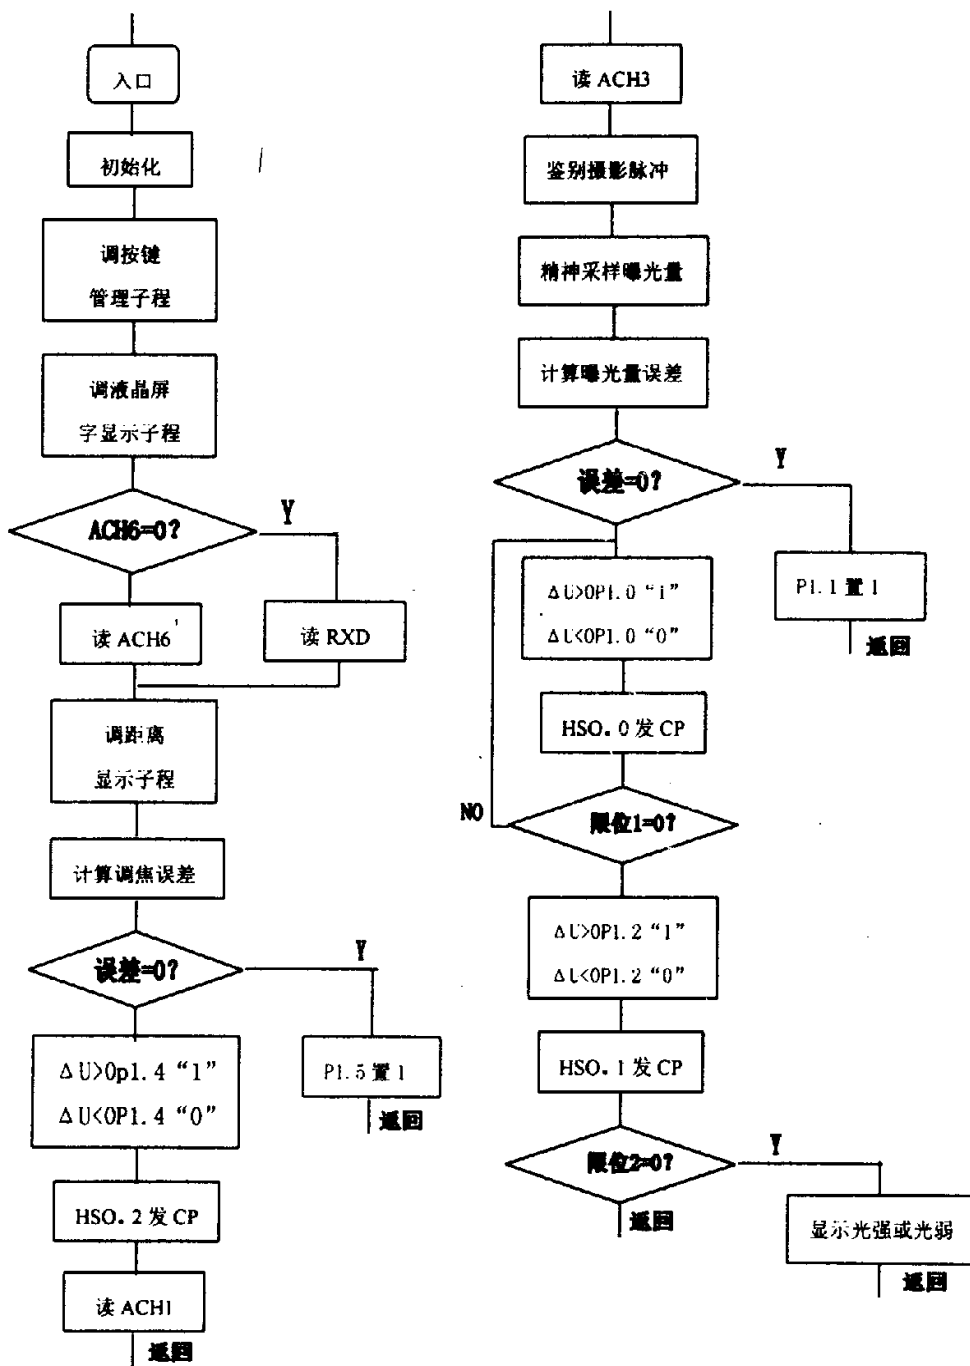 入口
初始化
调按键
管理子程
调液晶屏
字显示子程
ACH6=0?
Y
读 ACH6
读 RXD
调距离
显示子程
计算调焦误差
误差=0?
Y
ΔU>0p1.4 “1”
ΔU<0P1.4 “0”
P1.5置1
返回
HSO.2发CP
读 ACH1
返回
读 ACH3
鉴别摄影脉冲
精神采样曝光量
计算曝光量误差
误差=0?
Y
ΔU>0P1.0 “1”
ΔU<0P1.0 “0”
P1.1置1
返回
HSO.0发CP
NO
限位1=0?
ΔU>0P1.2 “1”
ΔU<0P1.2 “0”
HSO.1发CP
限位2=0?
Y
返回
显示光强或光弱
返回